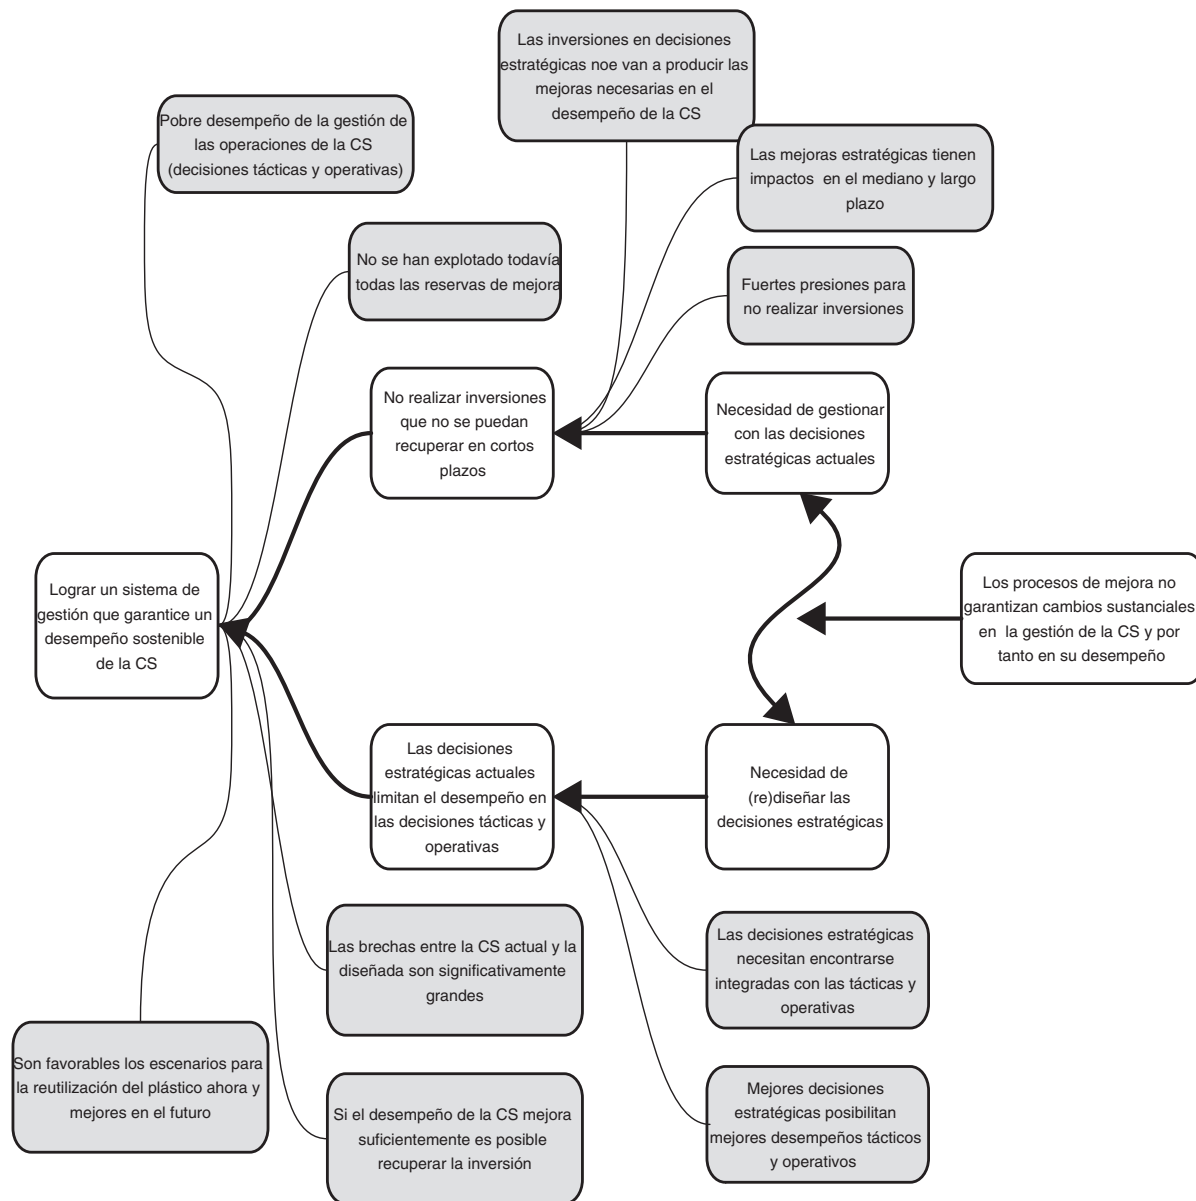 Las inversiones en decisiones
estratégicas noe van a producir las
mejoras necesarias en el
desempeño de la CS
Pobre desempeño de la gestión de
las operaciones de la CS
(decisiones tácticas y operativas)
Las mejoras estratégicas tienen
impactos en el mediano y largo
plazo
No se han explotado todavía
todas las reservas de mejora
Fuertes presiones para
no realizar inversiones
No realizar inversiones
que no se puedan
recuperar en cortos
plazos
Necesidad de gestionar
con las decisiones
estratégicas actuales
Lograr un sistema de
gestión que garantice un
desempeño sostenible
de la CS
Los procesos de mejora no
garantizan cambios sustanciales
en la gestión de la CS y por
tanto en su desempeño
Las decisiones
estratégicas actuales
limitan el desempeño en
las decisiones tácticas y
operativas
Necesidad de
(re)diseñar las
decisiones estratégicas
Las brechas entre la CS actual y la
diseñada son significativamente
grandes
Las decisiones estratégicas
necesitan encontrarse
integradas con las tácticas y
operativas
Son favorables los escenarios para
la reutilización del plástico ahora y
mejores en el futuro
Si el desempeño de la CS mejora
suficientemente es posible
recuperar la inversión
Mejores decisiones
estratégicas posibilitan
mejores desempeños tácticos
y operativos